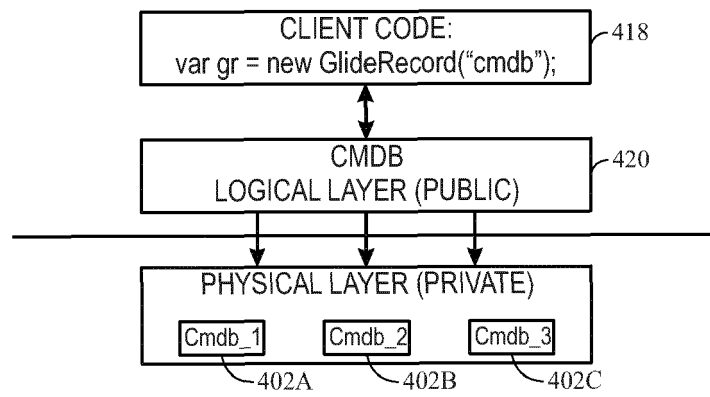 CLIENT CODE:
var gr = new GlideRecord(“cmdb”);
418
CMDB
LOGICAL LAYER (PUBLIC)
420
PHYSICAL LAYER (PRIVATE)
Cmdb_1 Cmdb_2 Cmdb_3
402A 402B 402C